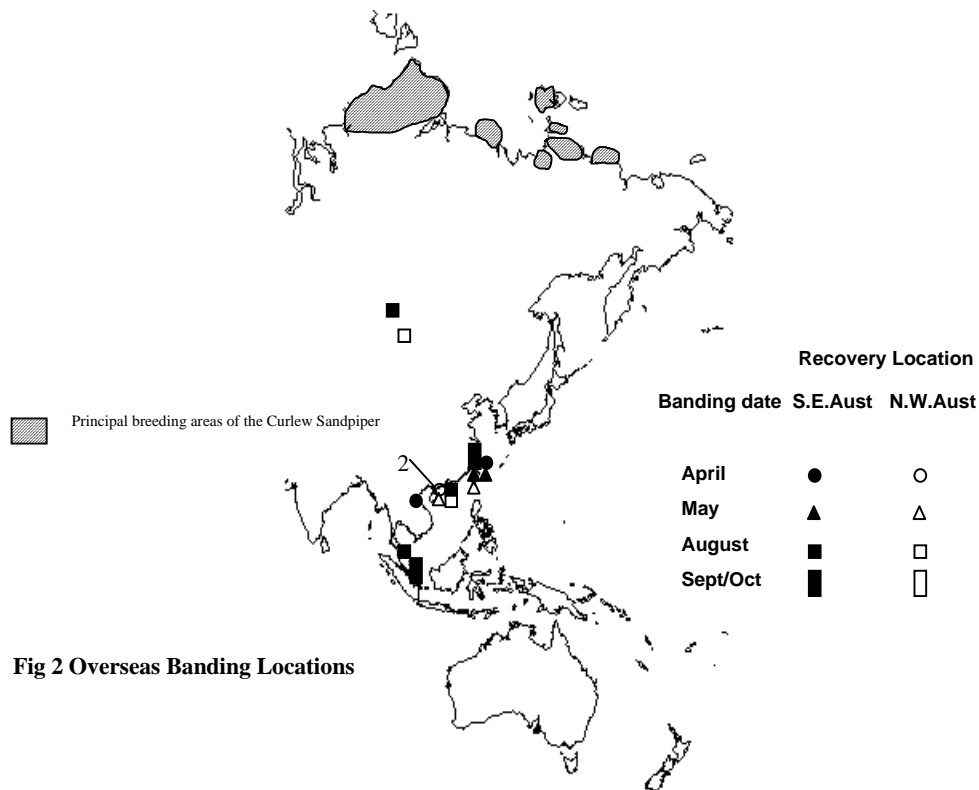 Recovery Location
Banding date S.E.Aust N.W.Aust
Principal breeding areas of the Curlew Sandpiper
2
April
May
August
Sept/Oct
Fig 2 Overseas Banding Locations